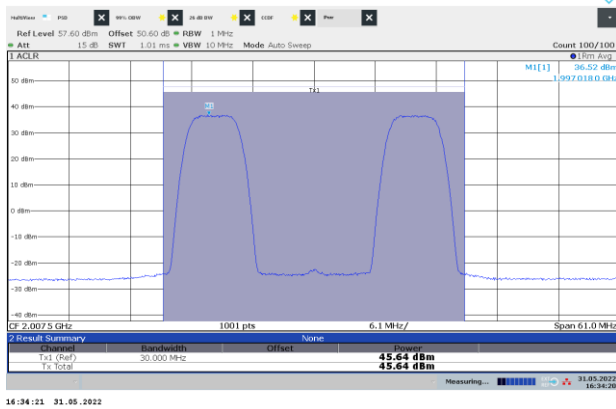 MultiView PSD 99% OBW 26 dB BW CCDF Pwr
Ref Level 57.60 dBm Offset 50.60 dB RBW 1 MHz
Att 15 dB SWT 1.01 ms VBW 10 MHz Mode Auto Sweep Count 100/100
1 ACLR 1Rm Avg
M1[1] 36.52 dBm
1.997018.0 GHz
50 dBm
Tx1
M1
40 dBm
30 dBm
20 dBm
10 dBm
0 dBm
-10 dBm
-20 dBm
-30 dBm
-40 dBm
CF 2.0075 GHz 1001 pts 6.1 MHz/ Span 61.0 MHz
2 Result Summary None
Channel Bandwidth Offset Power
Tx1 (Ref) 30.000 MHz 45.64 dBm
Tx Total 45.64 dBm
Measuring... 31.05.2022
16:34:20
16:34:21 31.05.2022